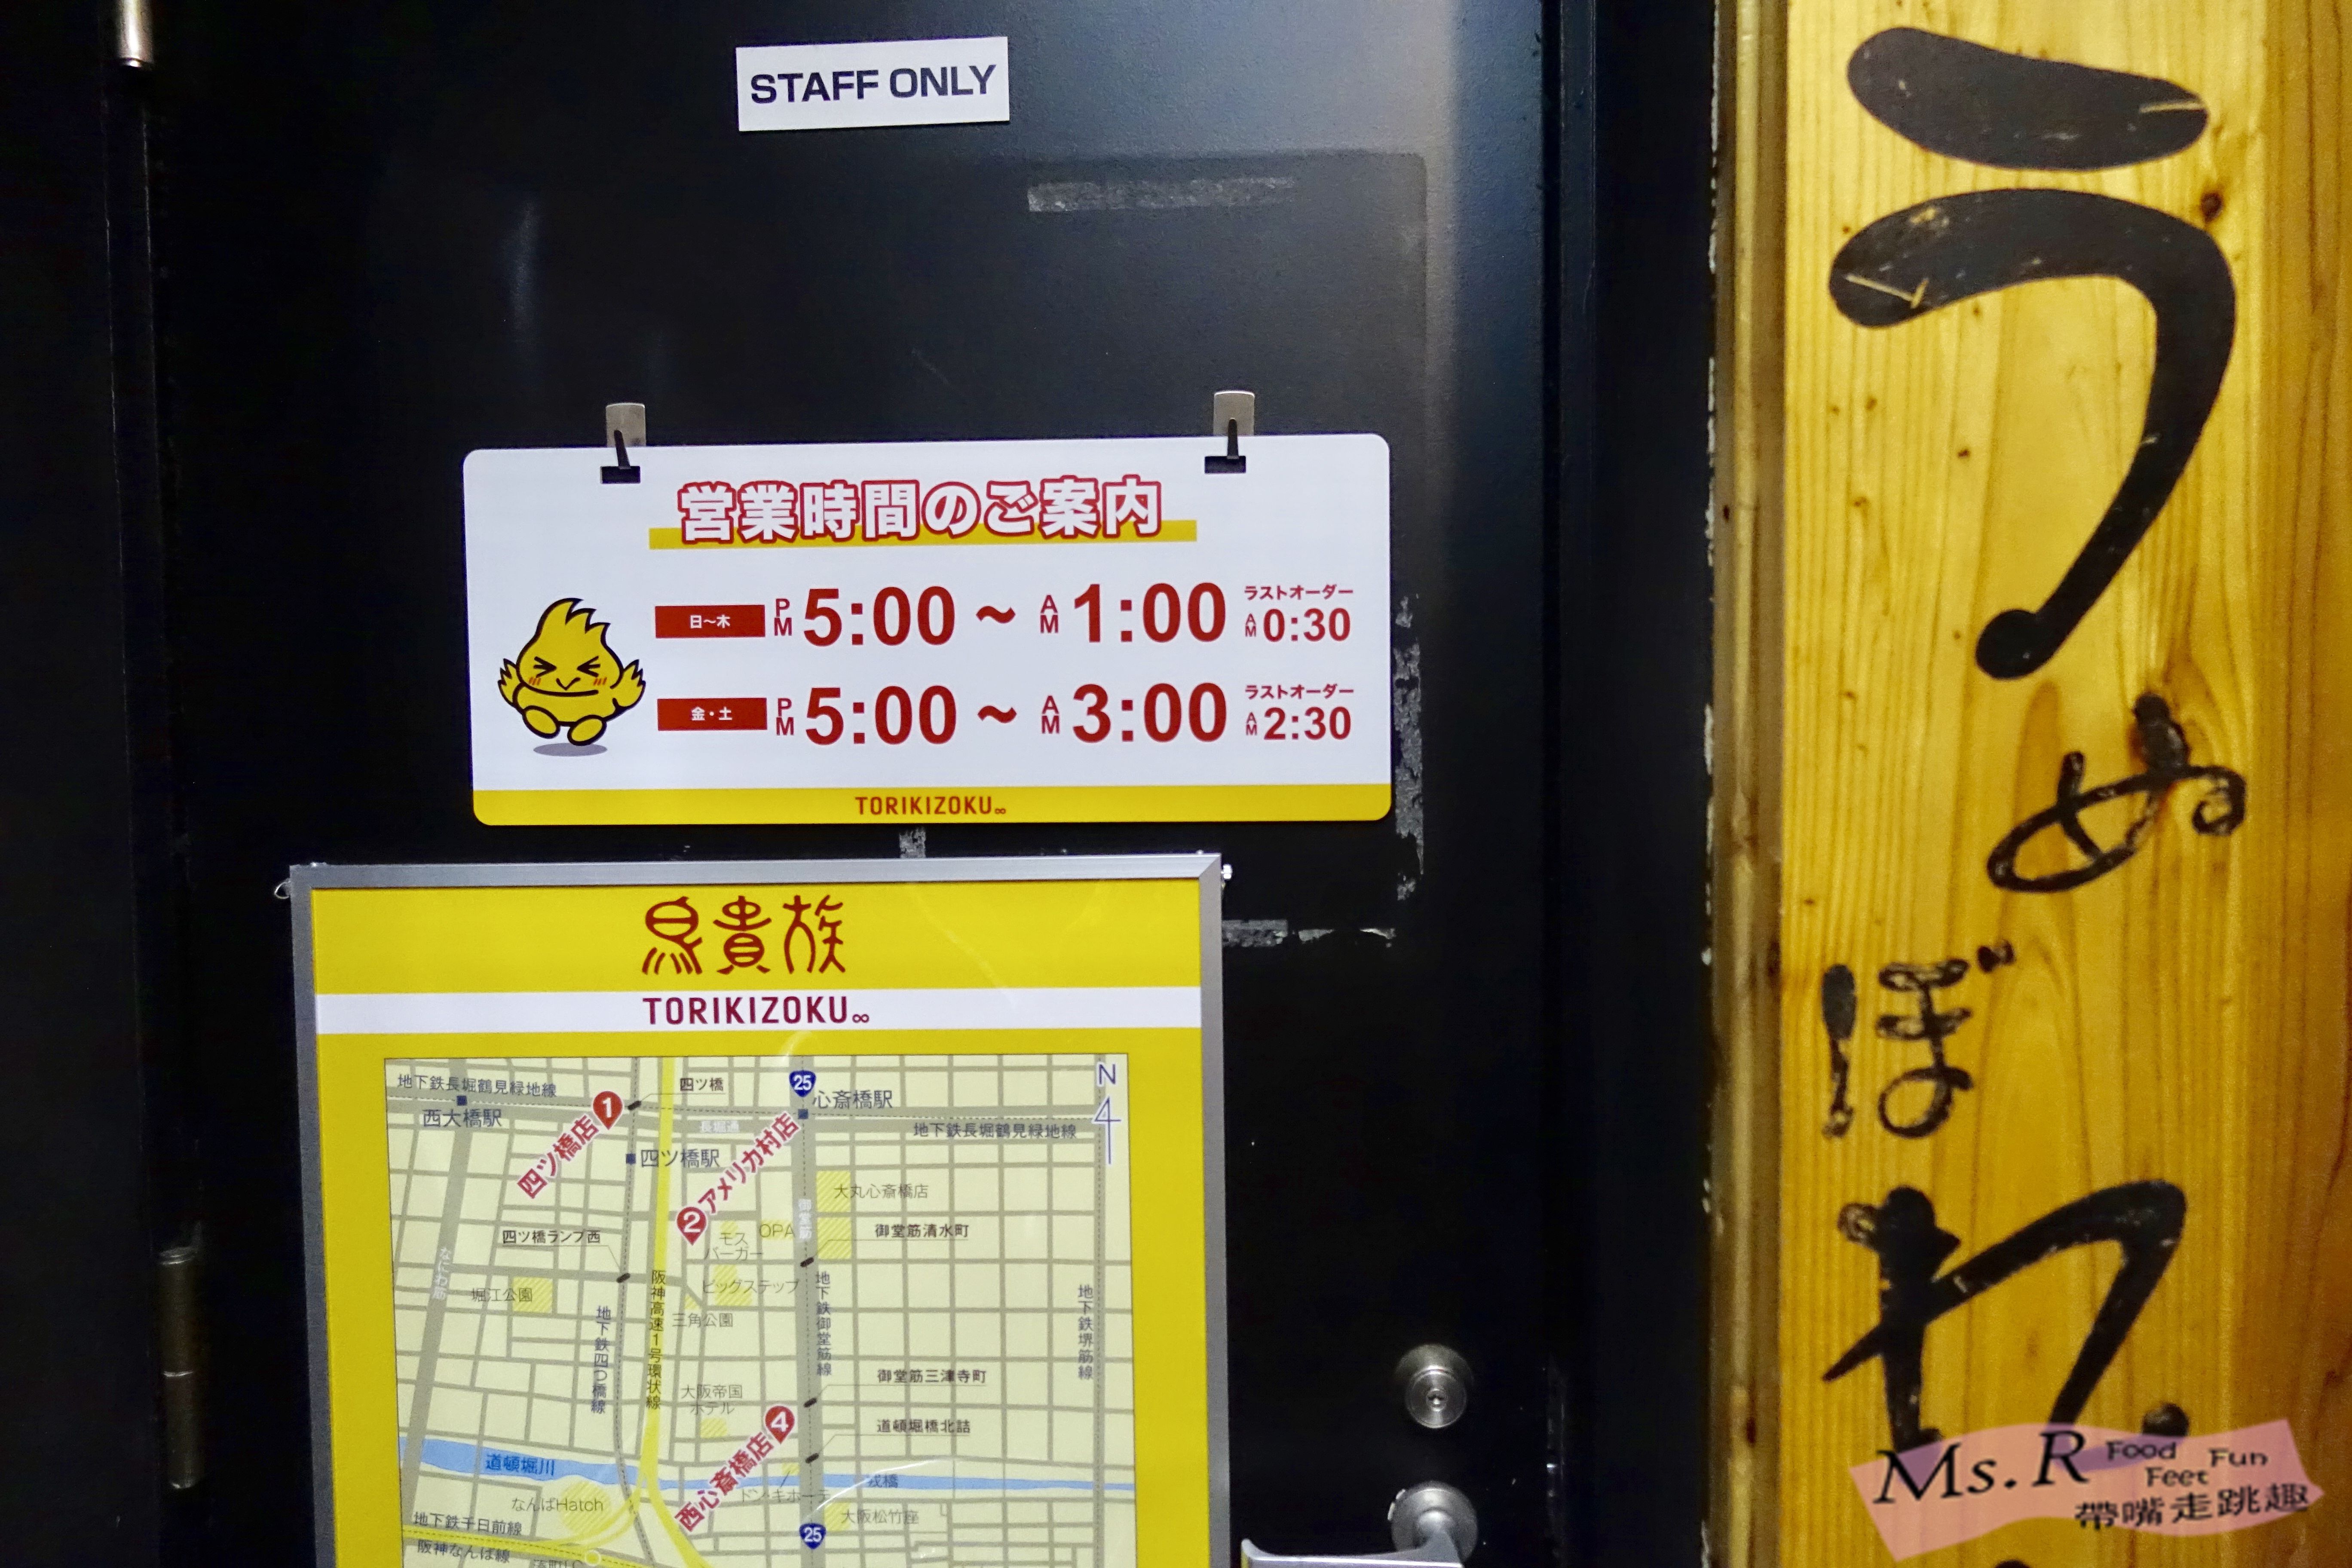 STAFF ONLY
営業時間のご案内
日〜木 PM 5:00 〜 AM 1:00 ラストオーダー AM 0:30
金・土 PM 5:00 〜 AM 3:00 ラストオーダー AM 2:30
TORIKIZOKU∞
鳥貴族
TORIKIZOKU∞
地下鉄長堀鶴見緑地線
四ツ橋
25
心斎橋駅
N
西大橋駅
1
四ツ橋店
長堀通
地下鉄長堀鶴見緑地線
四ツ橋駅
2
アメリカ村店
大丸心斎橋店
四ツ橋ランプ西
モスバーガー
OPA
御堂筋
御堂筋清水町
なにわ筋
堀江公園
ビッグステップ
三角公園
地下鉄四つ橋線
阪神高速1号環状線
地下鉄御堂筋線
地下鉄堺筋線
大阪帝国ホテル
御堂筋三津寺町
道頓堀橋北詰
4
西心斎橋店
道頓堀川
戎橋
なんばHatch
ドン・キホーテ
大阪松竹座
地下鉄千日前線
25
阪神なんば線
うぬぼれ
Ms.R Food Feet Fun
帶嘴走跳趣